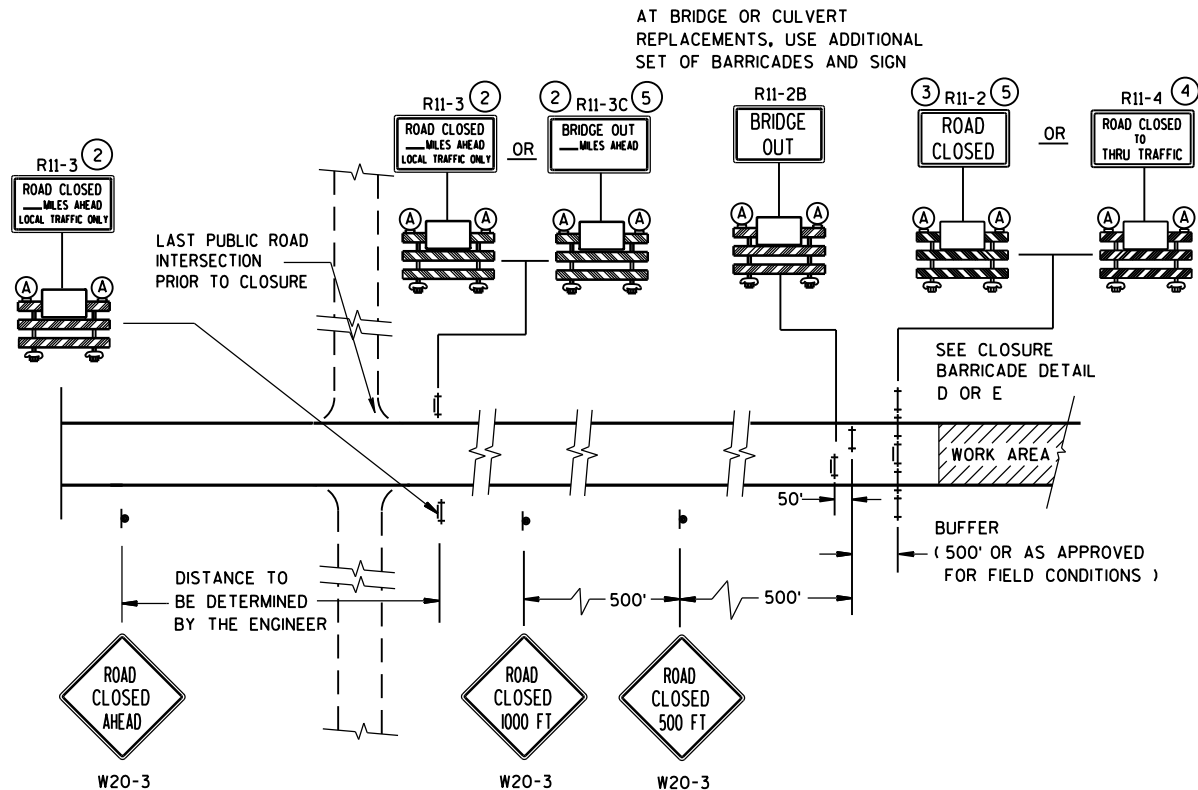 AT BRIDGE OR CULVERT
REPLACEMENTS, USE ADDITIONAL
SET OF BARRICADES AND SIGN
R11-3 2
ROAD CLOSED
___MILES AHEAD
LOCAL TRAFFIC ONLY
A A
R11-3 2
ROAD CLOSED
___MILES AHEAD
LOCAL TRAFFIC ONLY
A A
OR
2 R11-3C 5
BRIDGE OUT
___MILES AHEAD
A A
R11-2B
BRIDGE
OUT
A A
3 R11-2 5
ROAD
CLOSED
A A
OR
R11-4 4
ROAD CLOSED
TO
THRU TRAFFIC
A A
LAST PUBLIC ROAD
INTERSECTION
PRIOR TO CLOSURE
SEE CLOSURE
BARRICADE DETAIL
D OR E
WORK AREA
50'
BUFFER
( 500' OR AS APPROVED
FOR FIELD CONDITIONS )
DISTANCE TO
BE DETERMINED
BY THE ENGINEER
500'
500'
ROAD
CLOSED
AHEAD
W20-3
ROAD
CLOSED
1000 FT
W20-3
ROAD
CLOSED
500 FT
W20-3